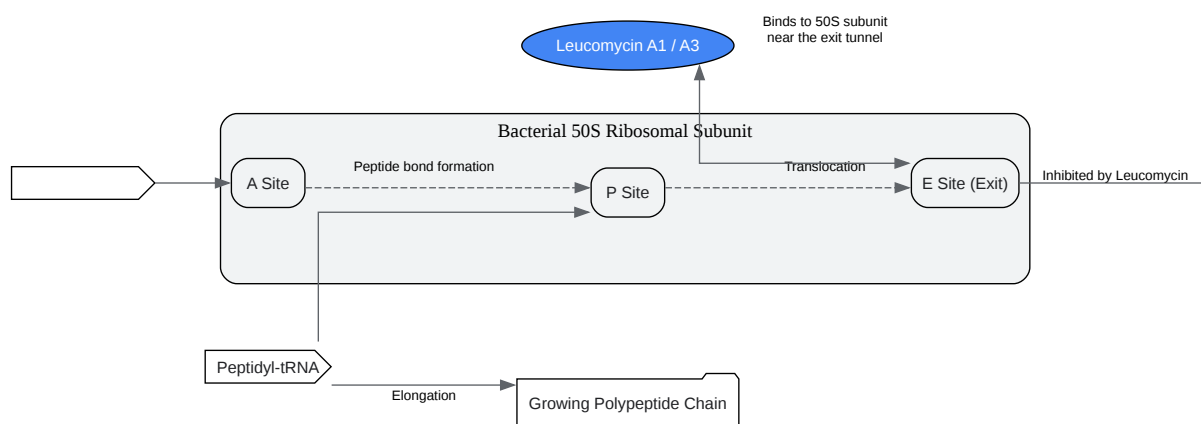 Leucomycin A1 / A3
Binds to 50S subunit
near the exit tunnel
Bacterial 50S Ribosomal Subunit
A Site
Peptide bond formation
P Site
Translocation
E Site (Exit)
Inhibited by Leucomycin
Peptidyl-tRNA
Elongation
Growing Polypeptide Chain